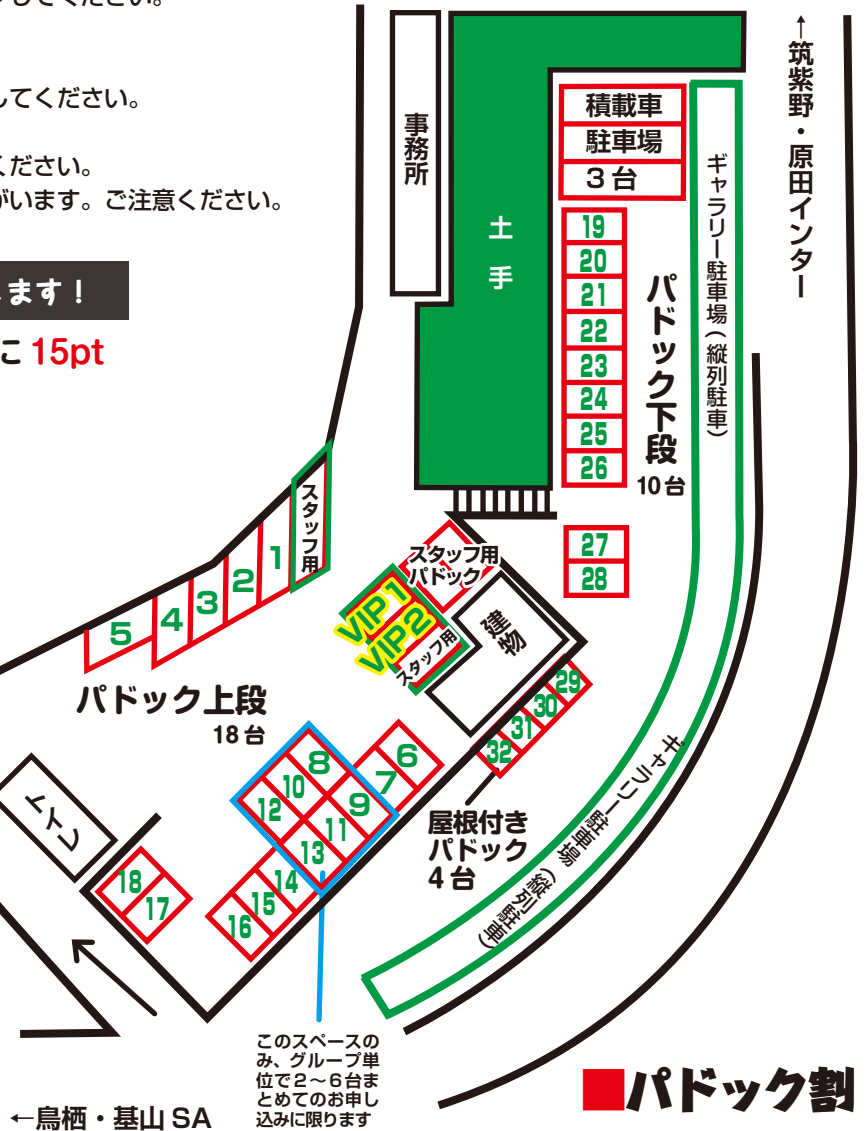 してください。
してください。
ください。
がいます。ご注意ください。
します！
に 15pt
事務所
土手
積載車
駐車場
3台
19
20
21
22
23
24
25
26
27
28
パドック下段
10台
ギャラリー駐車場（縦列駐車）
↑筑紫野・原田インター
スタッフ用
1
2
3
4
5
スタッフ用
パドック
VIP1
VIP2
スタッフ用
建物
パドック上段
18台
6
7
8
9
10
11
12
13
14
15
16
17
18
29
30
31
32
屋根付き
パドック
4台
ギャラリー駐車場（縦列駐車）
トイレ
このスペースの
み、グループ単
位で２～６台ま
とめてのお申し
込みに限ります
←鳥栖・基山 SA
■パドック割